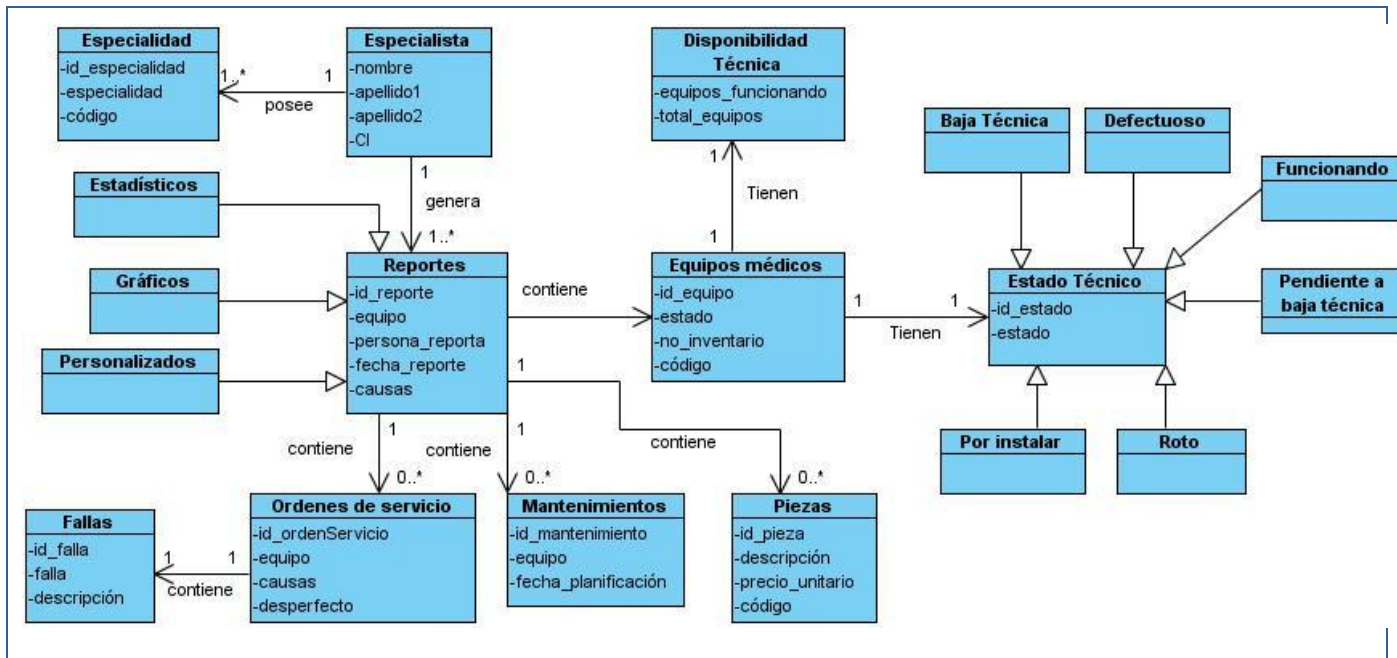 Especialidad
-id_especialidad
-especialidad
-código
1..*
1
posee
Especialista
-nombre
-apellido1
-apellido2
-CI
1
genera
1..*
Disponibilidad
Técnica
-equipos_funcionando
-total_equipos
1
Tienen
1
Baja Técnica
Defectuoso
Funcionando
Estadísticos
Gráficos
Personalizados
Reportes
-id_reporte
-equipo
-persona_reporta
-fecha_reporte
-causas
contiene
Equipos médicos
-id_equipo
-estado
-no_inventario
-código
1
1
Tienen
Estado Técnico
-id_estado
-estado
Pendiente a
baja técnica
Por instalar
Roto
1
contiene
0..*
1
contiene
0..*
1
contiene
0..*
Fallas
-id_falla
-falla
-descripción
1
1
contiene
Ordenes de servicio
-id_ordenServicio
-equipo
-causas
-desperfecto
Mantenimientos
-id_mantenimiento
-equipo
-fecha_planificación
Piezas
-id_pieza
-descripción
-precio_unitario
-código